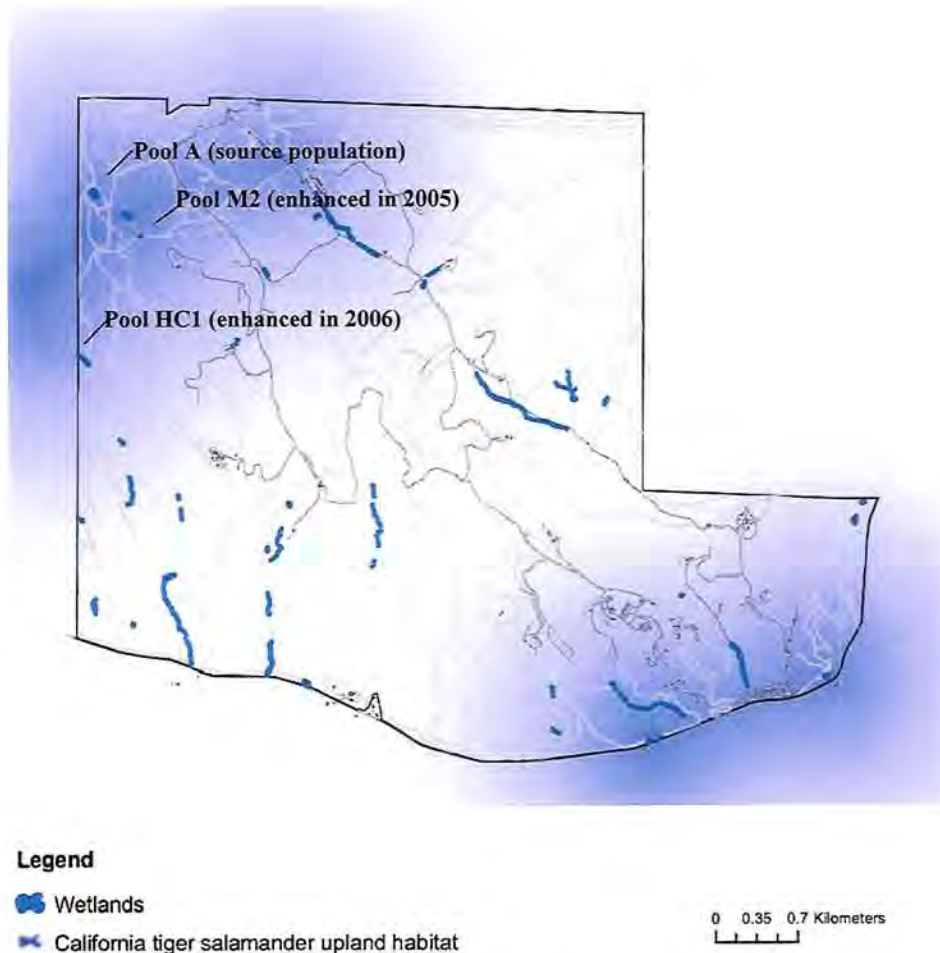 Pool A (source population)
Pool M2 (enhanced in 2005)
Pool HC1 (enhanced in 2006)
Legend
Wetlands
California tiger salamander upland habitat
0 0.35 0.7 Kilometers